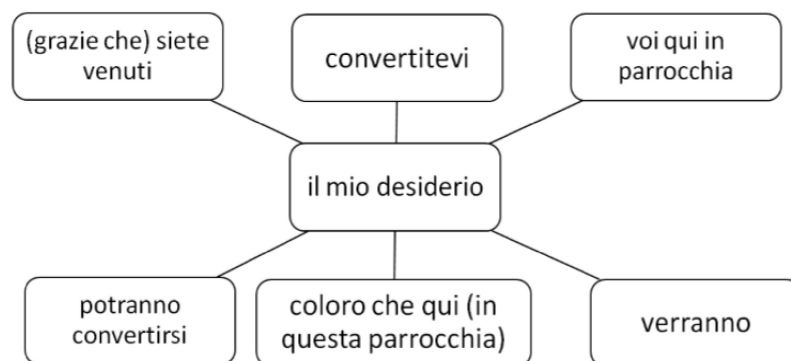 (grazie che) siete
venuti
convertitevi
voi qui in
parrocchia
il mio desiderio
potranno
convertirsi
coloro che qui (in
questa parrocchia)
verranno